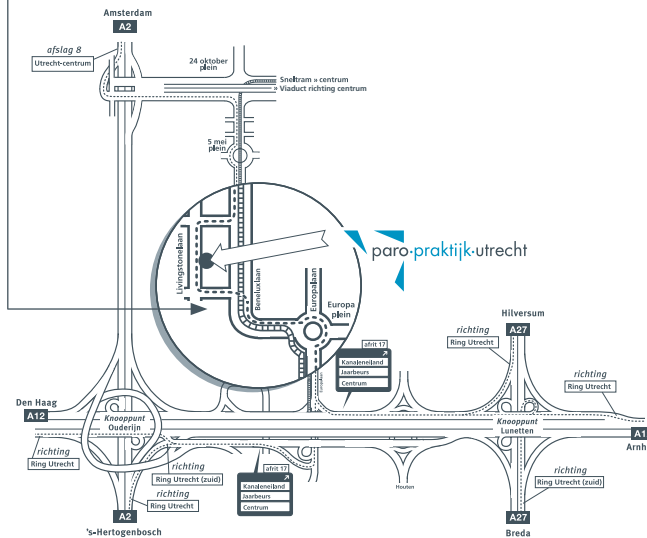 Amsterdam
A2
afslag 8
Utrecht-centrum
24 oktober
plein
Sneltram » centrum
» Viaduct richting centrum
5 mei
plein
Livingstonelaan
Beneluxlaan
Europalaan
Europa
plein
paro·praktijk·utrecht
Hilversum
A27
richting
Ring Utrecht
richting
Ring Utrecht
afrit 17
Kanaleneiland
Jaarbeurs
Centrum
Den Haag
A12
Knooppunt
Ouderijn
Knooppunt
Lunetten
A1
Arnh
richting
Ring Utrecht
richting
Ring Utrecht (zuid)
richting
Ring Utrecht
afrit 17
Kanaleneiland
Jaarbeurs
Centrum
Houten
richting
Ring Utrecht (zuid)
A2
's-Hertogenbosch
A27
Breda